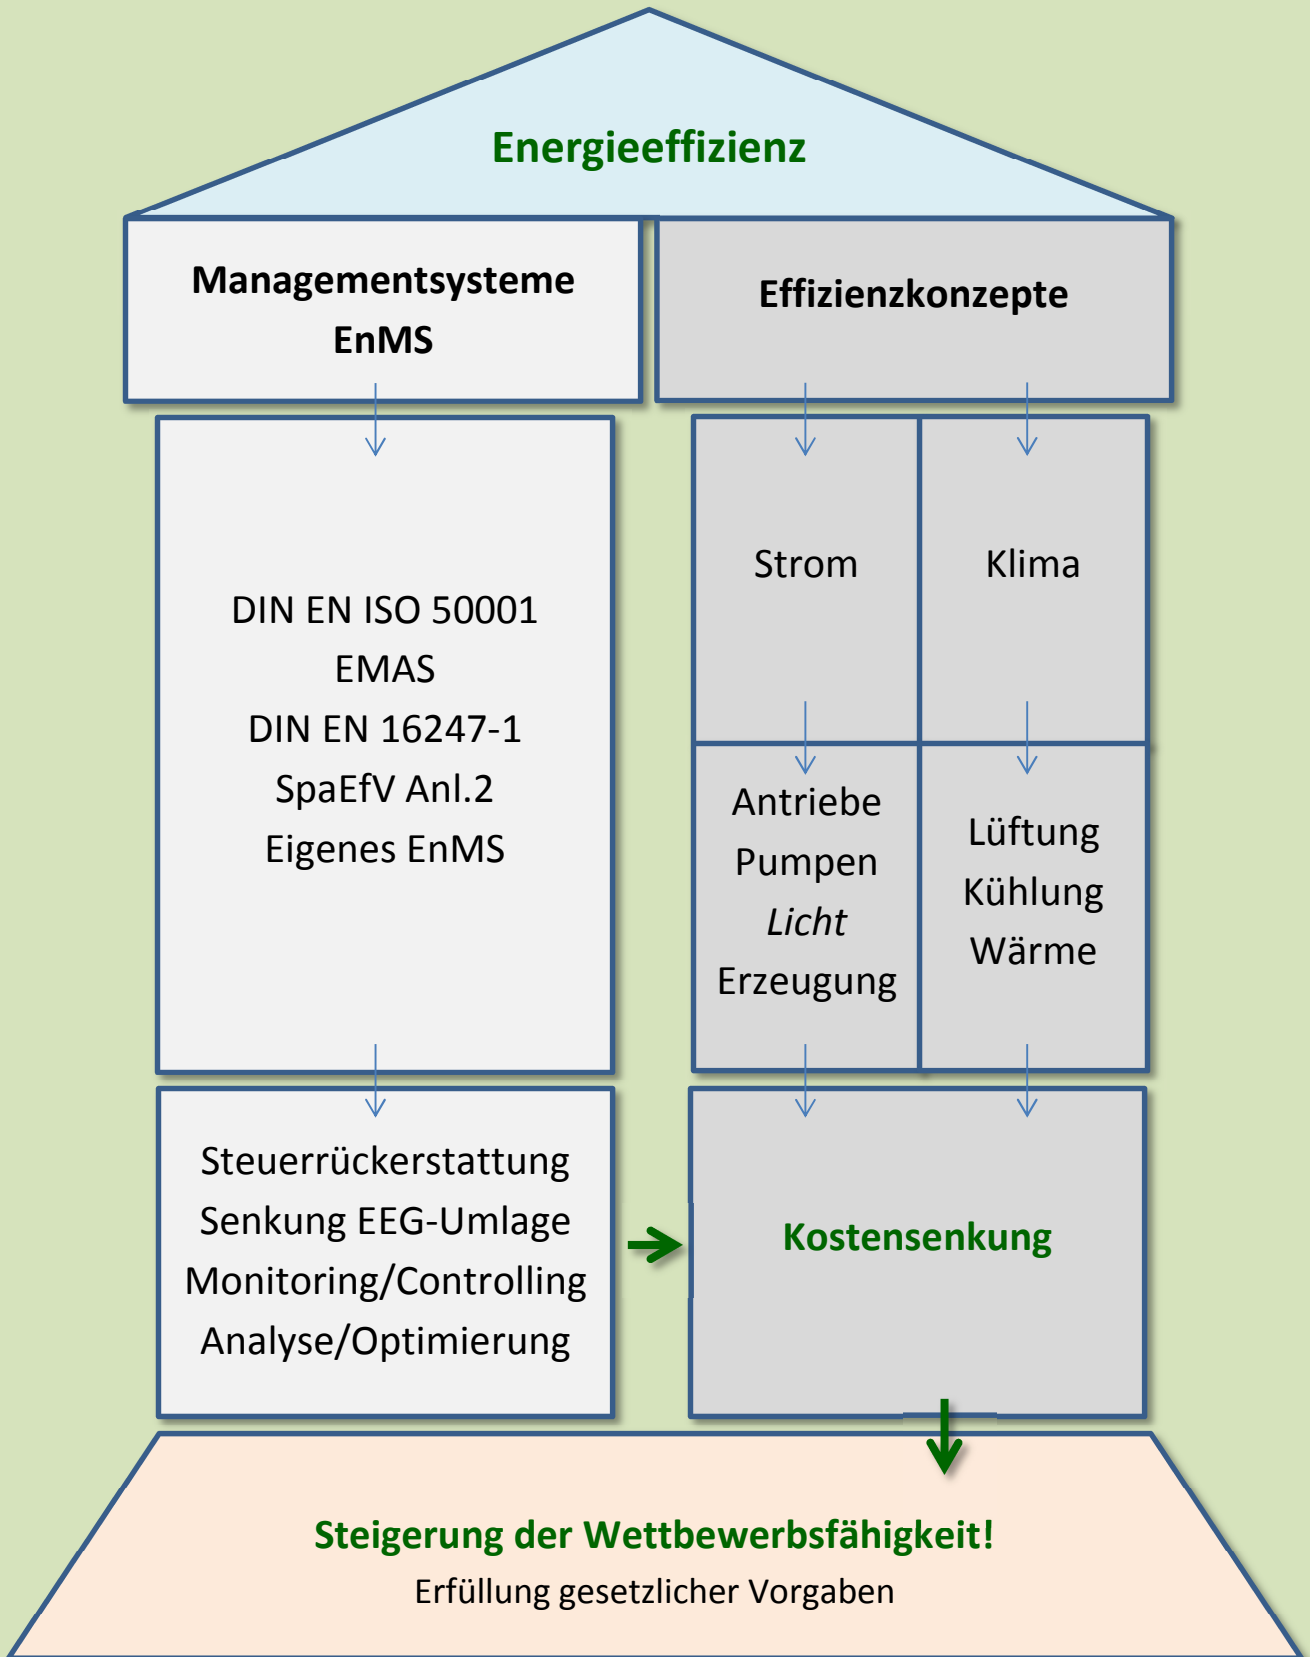 Energieeffizienz
Managementsysteme
EnMS
Effizienzkonzepte
DIN EN ISO 50001
EMAS
DIN EN 16247-1
SpaEfV Anl.2
Eigenes EnMS
Strom
Klima
Antriebe
Pumpen
Licht
Erzeugung
Lüftung
Kühlung
Wärme
Steuerrückerstattung
Senkung EEG-Umlage
Monitoring/Controlling
Analyse/Optimierung
Kostensenkung
Steigerung der Wettbewerbsfähigkeit!
Erfüllung gesetzlicher Vorgaben